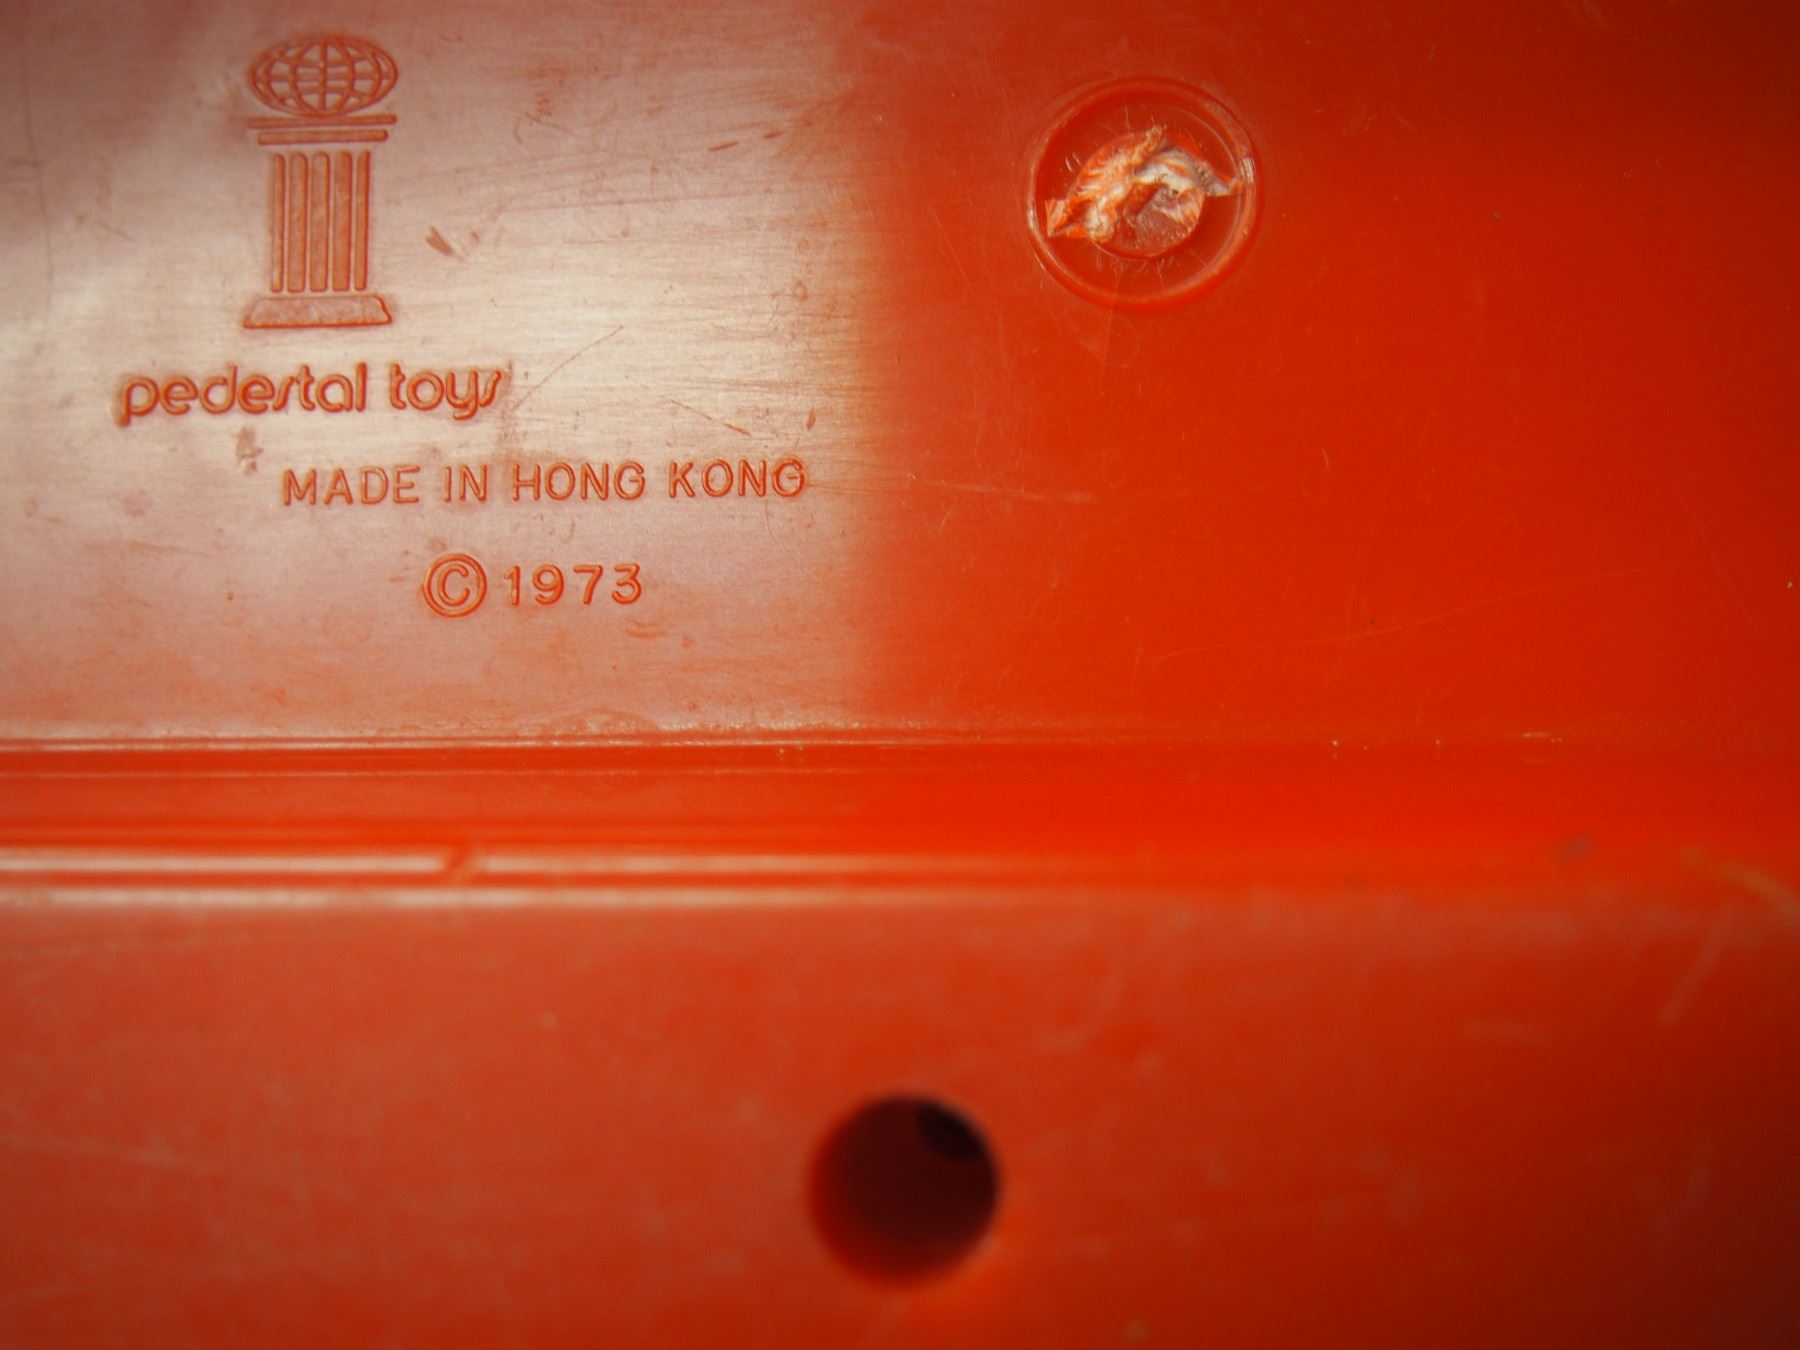 pedestal toys
MADE IN HONG KONG
© 1973